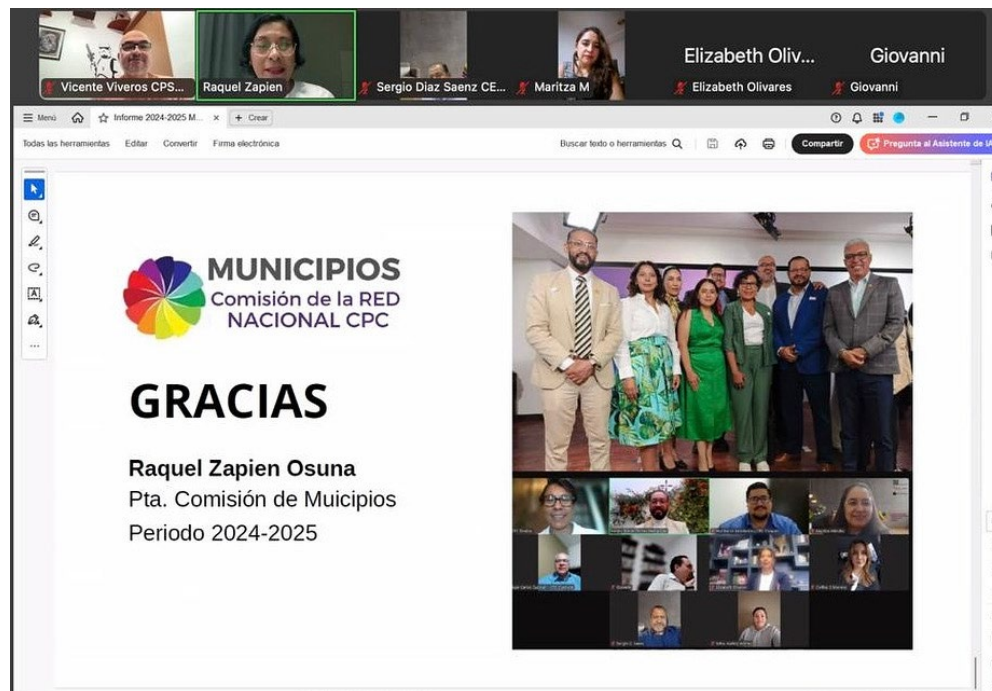 Elizabeth Oliv...
Giovanni
Vicente Viveros CPS...
Raquel Zapien
Sergio Diaz Saenz CE...
Maritza M
Elizabeth Olivares
Giovanni
Menú
Informe 2024-2025 M...
+ Crear
Todas las herramientas
Editar
Convertir
Firma electrónica
Buscar texto o herramientas
Compartir
Pregunte al Asistente de IA
MUNICIPIOS
Comisión de la RED
NACIONAL CPC
GRACIAS
Raquel Zapien Osuna
Pta. Comisión de Muicipios
Periodo 2024-2025